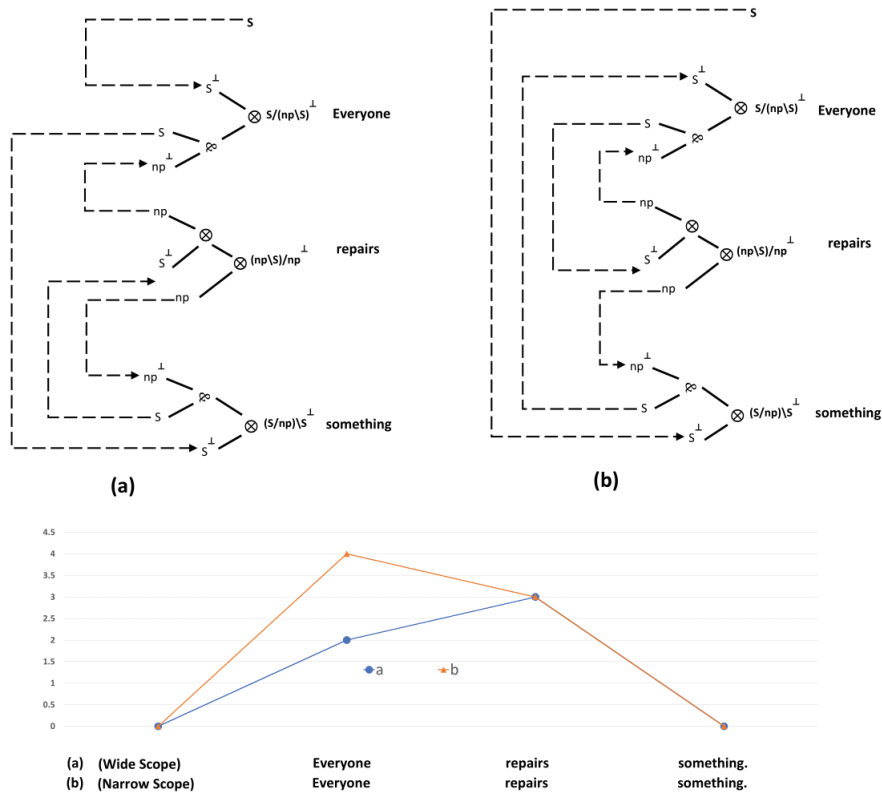 S
S⊥
⊗ S/(np\S)⊥ Everyone
S
⅋
np⊥
np
⊗
⊗ (np\S)/np⊥ repairs
S⊥
np
np⊥
⅋
S
⊗ (S/np)\S⊥ something
S⊥
(a)
S
S⊥
⊗ S/(np\S)⊥ Everyone
S
⅋
np⊥
np
⊗
⊗ (np\S)/np⊥ repairs
S⊥
np
np⊥
⅋
S
⊗ (S/np)\S⊥ something
S⊥
(b)
4.5
4
3.5
3
2.5
2
1.5
1
0.5
0
a b
(a) (Wide Scope) Everyone repairs something.
(b) (Narrow Scope) Everyone repairs something.